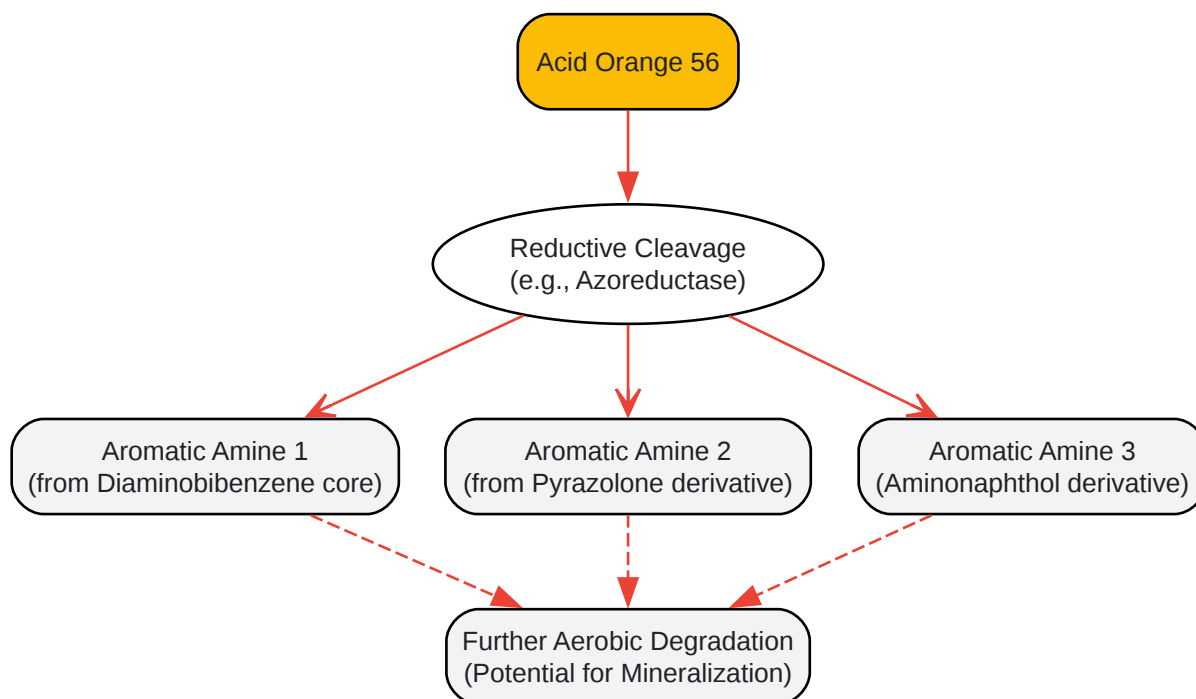 Acid Orange 56
Reductive Cleavage
(e.g., Azoreductase)
Aromatic Amine 1
(from Diaminobibenzene core)
Aromatic Amine 2
(from Pyrazolone derivative)
Aromatic Amine 3
(Aminonaphthol derivative)
Further Aerobic Degradation
(Potential for Mineralization)